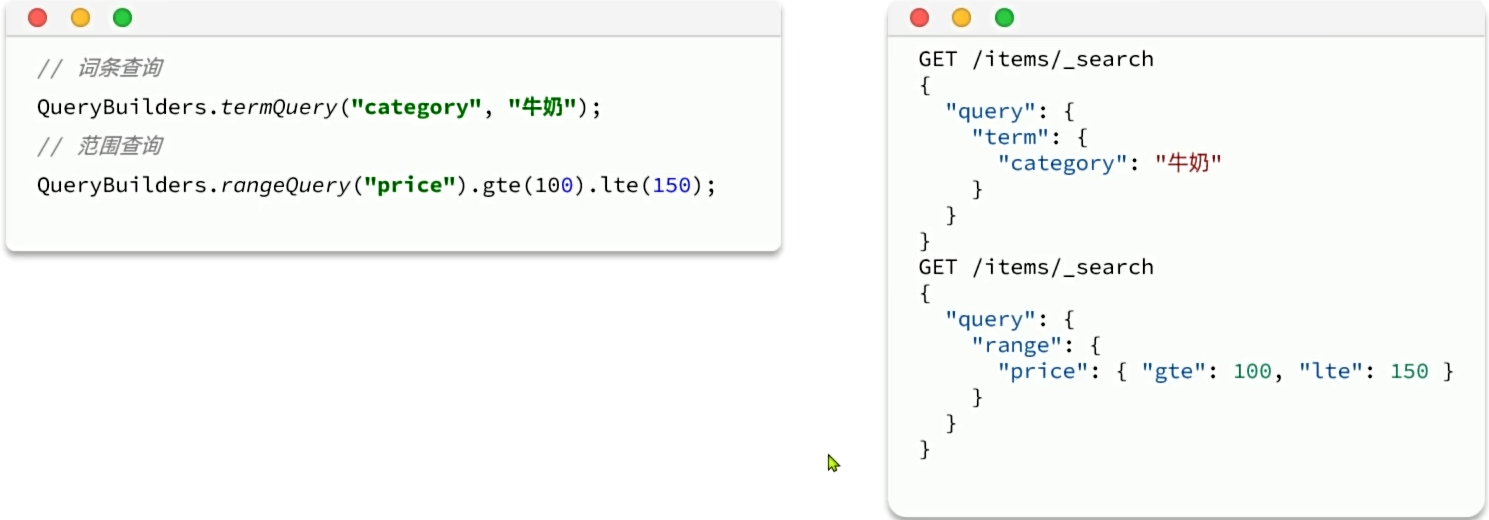 // 词条查询
QueryBuilders.termQuery("category", "牛奶");
// 范围查询
QueryBuilders.rangeQuery("price").gte(100).lte(150);
GET /items/_search
{
  "query": {
    "term": {
      "category": "牛奶"
    }
  }
}
GET /items/_search
{
  "query": {
    "range": {
      "price": { "gte": 100, "lte": 150 }
    }
  }
}